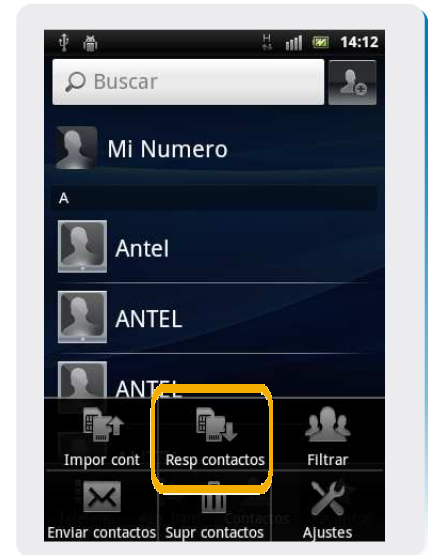 H 14:12
Buscar
Mi Numero
A
Antel
ANTEL
ANTEL
Impor cont Resp contactos Filtrar
Enviar contactos Supr contactos Ajustes